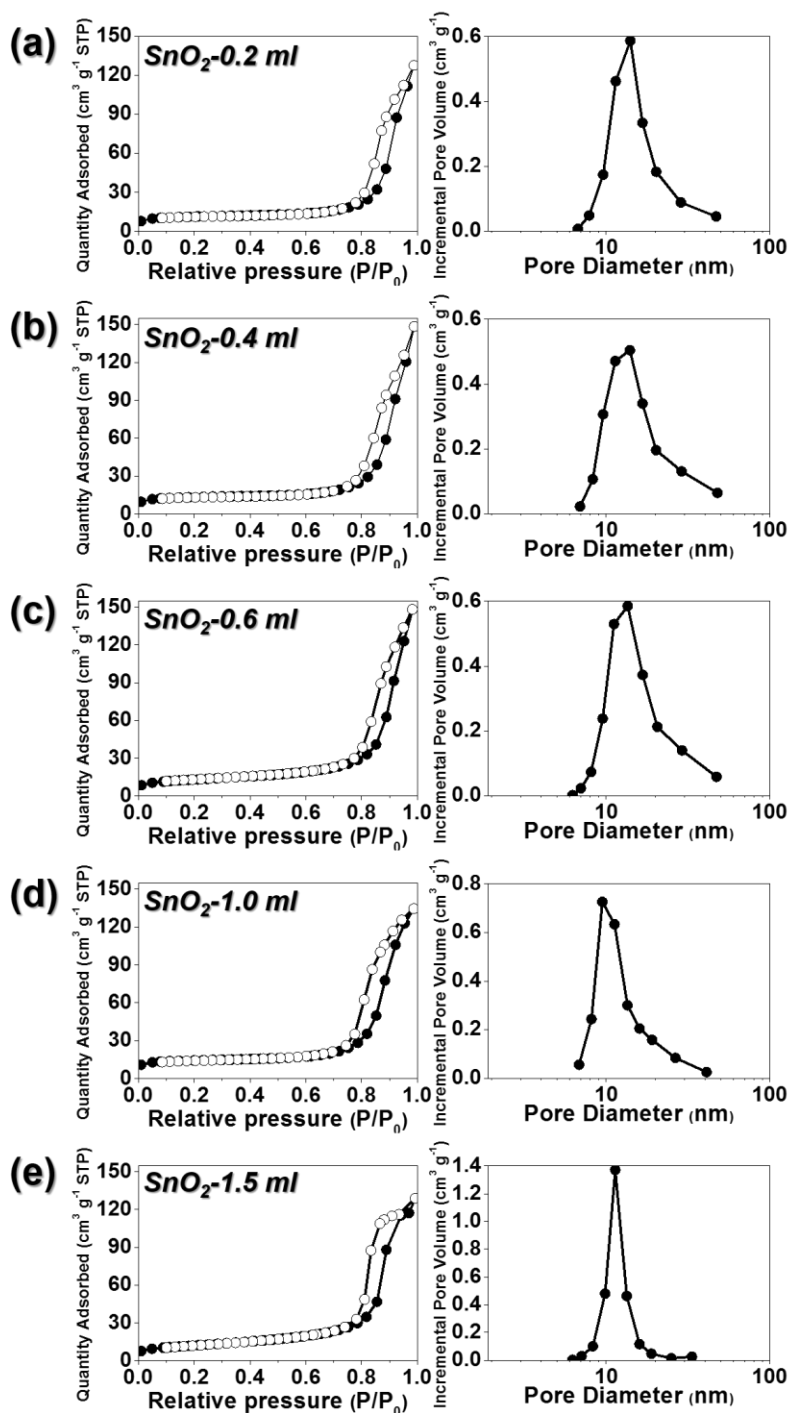 (a)
SnO₂-0.2 ml
Quantity Adsorbed (cm³ g⁻¹ STP)
150
120
90
60
30
0
0.0 0.2 0.4 0.6 0.8 1.0
Relative pressure (P/P₀)
Incremental Pore Volume (cm³ g⁻¹)
0.6
0.4
0.2
0.0
10 100
Pore Diameter (nm)
(b)
SnO₂-0.4 ml
Quantity Adsorbed (cm³ g⁻¹ STP)
150
120
90
60
30
0
0.0 0.2 0.4 0.6 0.8 1.0
Relative pressure (P/P₀)
Incremental Pore Volume (cm³ g⁻¹)
0.6
0.4
0.2
0.0
10 100
Pore Diameter (nm)
(c)
SnO₂-0.6 ml
Quantity Adsorbed (cm³ g⁻¹ STP)
150
120
90
60
30
0
0.0 0.2 0.4 0.6 0.8 1.0
Relative pressure (P/P₀)
Incremental Pore Volume (cm³ g⁻¹)
0.6
0.4
0.2
0.0
10 100
Pore Diameter (nm)
(d)
SnO₂-1.0 ml
Quantity Adsorbed (cm³ g⁻¹ STP)
150
120
90
60
30
0
0.0 0.2 0.4 0.6 0.8 1.0
Relative pressure (P/P₀)
Incremental Pore Volume (cm³ g⁻¹)
0.8
0.6
0.4
0.2
0.0
10 100
Pore Diameter (nm)
(e)
SnO₂-1.5 ml
Quantity Adsorbed (cm³ g⁻¹ STP)
150
120
90
60
30
0
0.0 0.2 0.4 0.6 0.8 1.0
Relative pressure (P/P₀)
Incremental Pore Volume (cm³ g⁻¹)
1.4
1.2
1.0
0.8
0.6
0.4
0.2
0.0
10 100
Pore Diameter (nm)